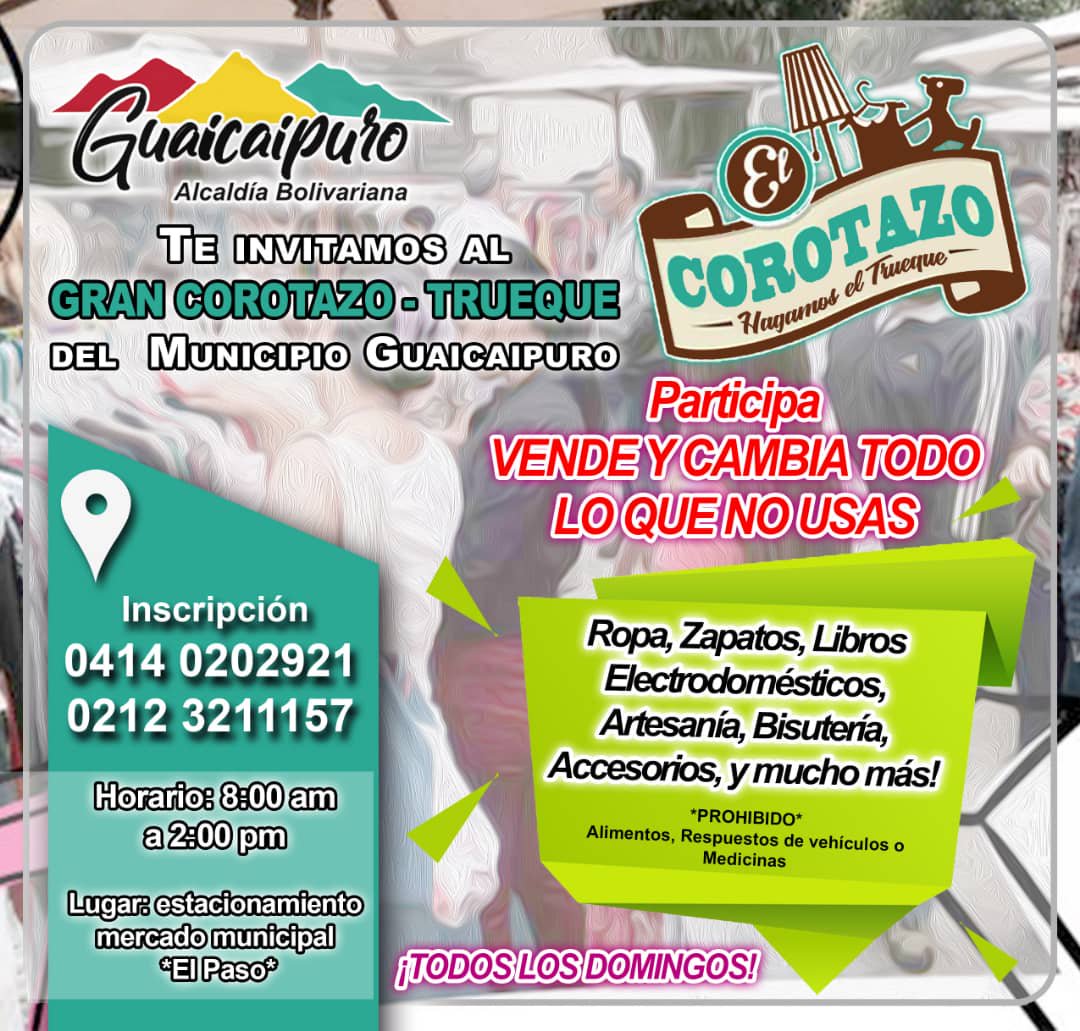 Guaicaipuro
Alcaldía Bolivariana
TE INVITAMOS AL
GRAN COROTAZO - TRUEQUE
DEL MUNICIPIO GUAICAIPURO
El
COROTAZO
Hagamos el Trueque
Participa
VENDE Y CAMBIA TODO
LO QUE NO USAS
Inscripción
0414 0202921
0212 3211157
Horario: 8:00 am
a 2:00 pm
Lugar: estacionamiento
mercado municipal
*El Paso*
Ropa, Zapatos, Libros
Electrodomésticos,
Artesanía, Bisutería,
Accesorios, y mucho más!
*PROHIBIDO*
Alimentos, Respuestos de vehículos o
Medicinas
¡TODOS LOS DOMINGOS!